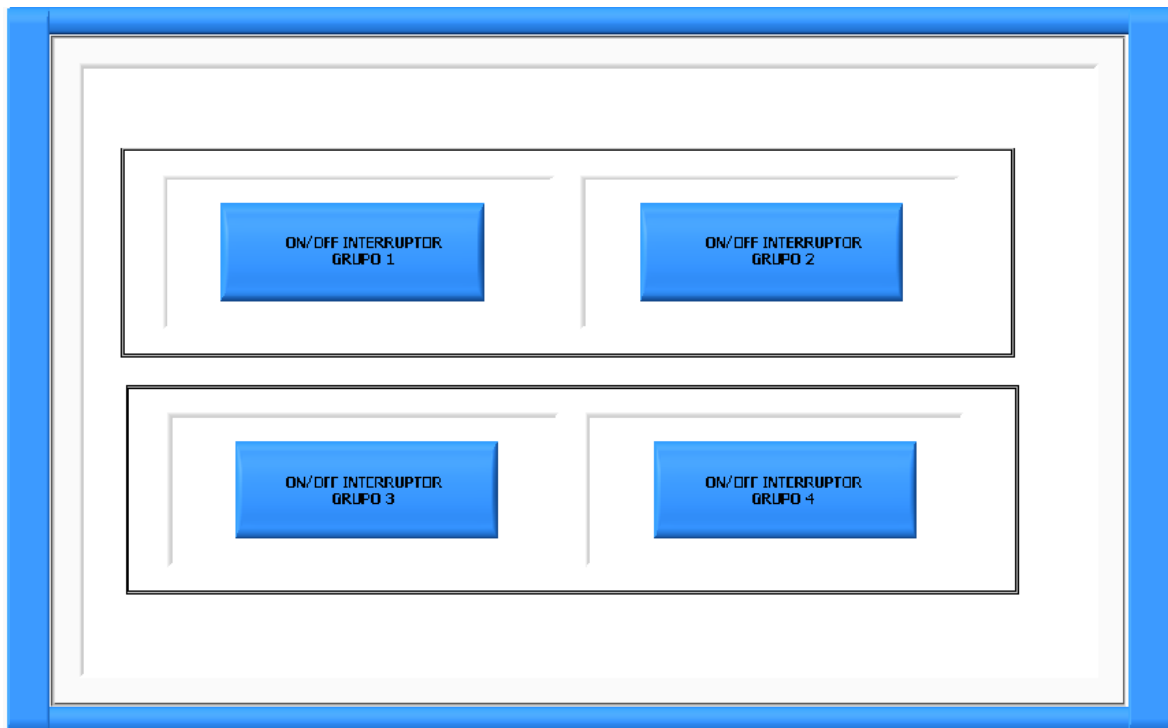 ON/OFF INTERRUPTOR
GRUPO 1
ON/OFF INTERRUPTOR
GRUPO 2
ON/OFF INTERRUPTOR
GRUPO 3
ON/OFF INTERRUPTOR
GRUPO 4